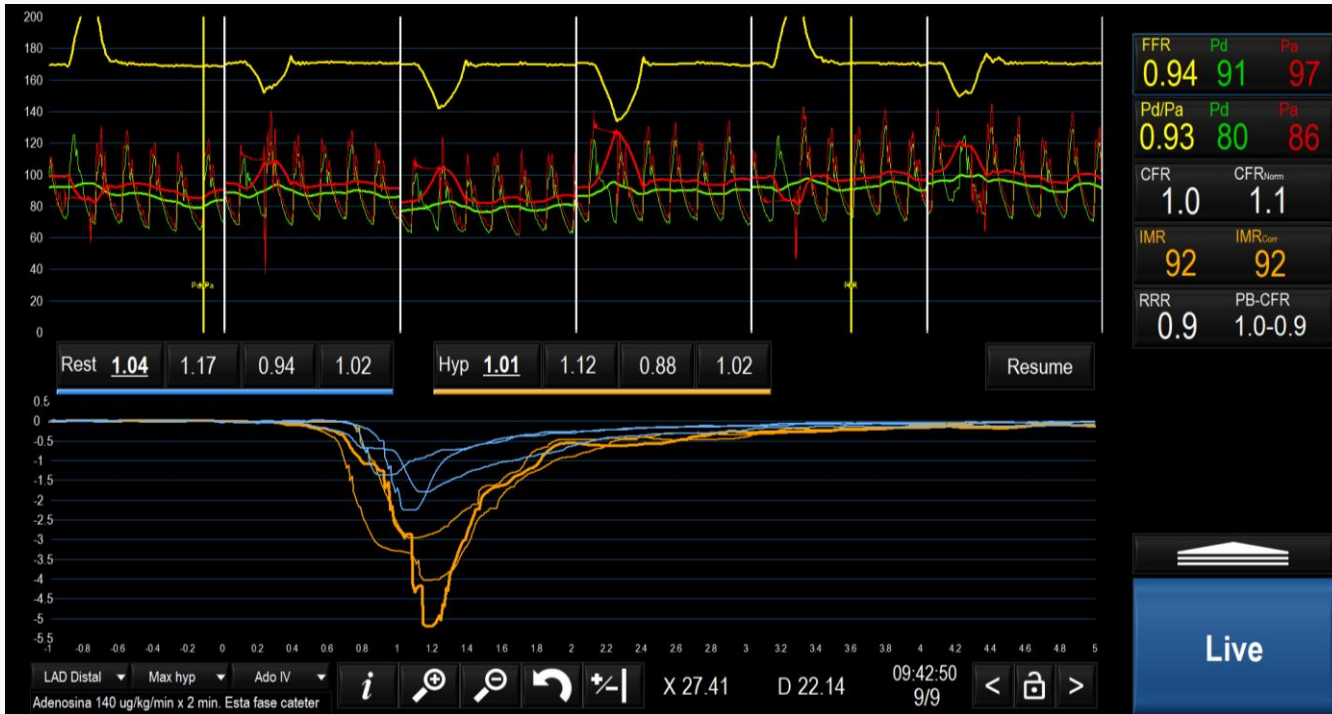 200
180
160
140
120
100
80
60
40
20
0
Pd/Pa
FFR
FFR Pd Pa
0.94 91 97
Pd/Pa Pd Pa
0.93 80 86
CFR CFRNorm
1.0 1.1
IMR IMRCorr
92 92
RRR PB-CFR
0.9 1.0-0.9
Rest 1.04 1.17 0.94 1.02 Hyp 1.01 1.12 0.88 1.02 Resume
0.5
0
-0.5
-1
-1.5
-2
-2.5
-3
-3.5
-4
-4.5
-5
-5.5
-1 -0.8 -0.6 -0.4 -0.2 0 0.2 0.4 0.6 0.8 1 1.2 1.4 1.6 1.8 2 2.2 2.4 2.6 2.8 3 3.2 3.4 3.6 3.8 4 4.2 4.4 4.6 4.8 5
Live
LAD Distal Max hyp Ado IV
Adenosina 140 ug/kg/min x 2 min. Esta fase cateter
i
+/-
X 27.41 D 22.14
09:42:50
9/9
< >